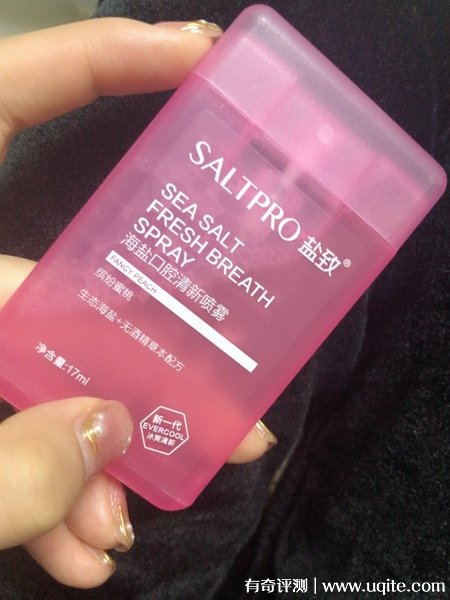 SALTPRO 盐致®
SEA SALT
FRESH BREATH
SPRAY
海盐口腔清新喷雾
FANCY PEACH
缤纷蜜桃
生态海盐+无酒精草本配方
净含量:17ml
新一代
EVERCOOL
冰爽清新
有奇评测 | www.uqite.com